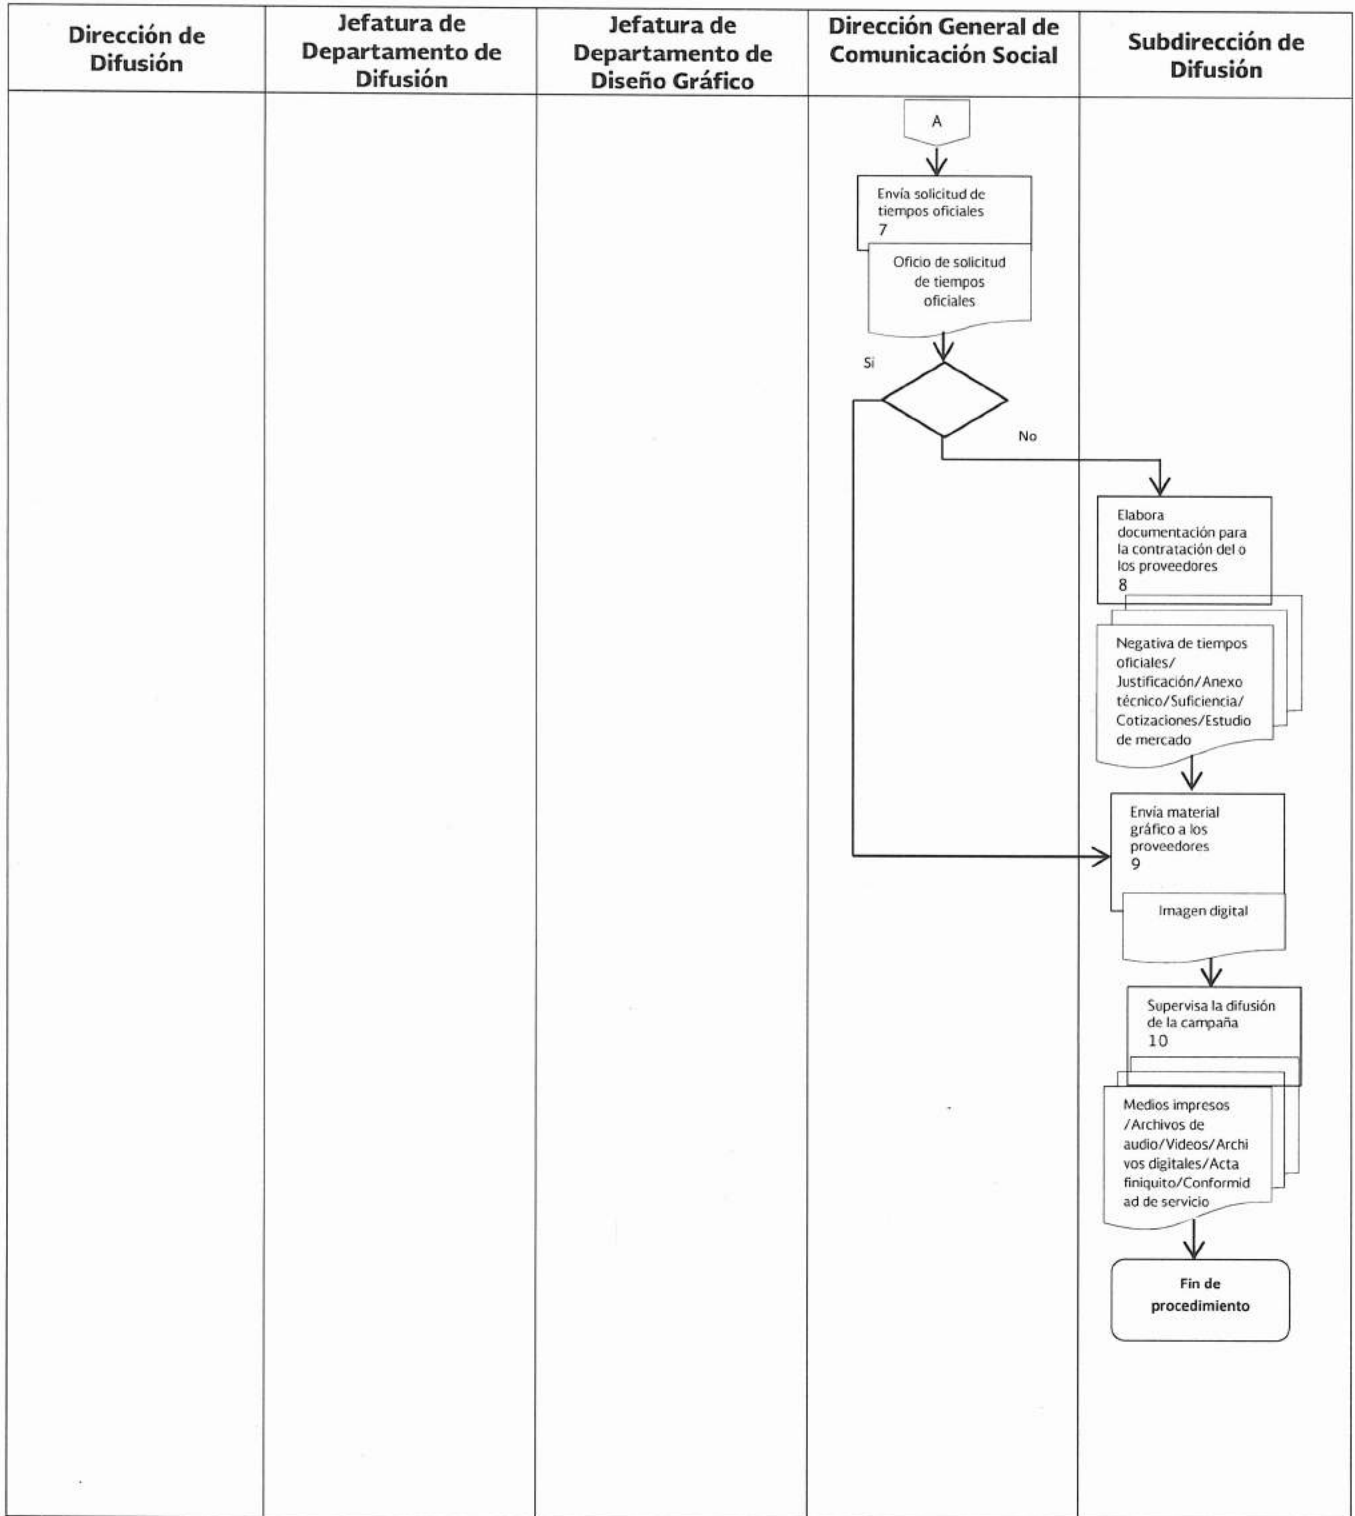 Dirección de
Difusión
Jefatura de
Departamento de
Difusión
Jefatura de
Departamento de
Diseño Gráfico
Dirección General de
Comunicación Social
Subdirección de
Difusión
A
Envía solicitud de
tiempos oficiales
7
Oficio de solicitud
de tiempos
oficiales
Si
No
Elabora
documentación para
la contratación del o
los proveedores
8
Negativa de tiempos
oficiales/
Justificación/Anexo
técnico/Suficiencia/
Cotizaciones/Estudio
de mercado
Envía material
gráfico a los
proveedores
9
Imagen digital
Supervisa la difusión
de la campaña
10
Medios impresos
/Archivos de
audio/Videos/Archi
vos digitales/Acta
finiquito/Conformid
ad de servicio
Fin de
procedimiento